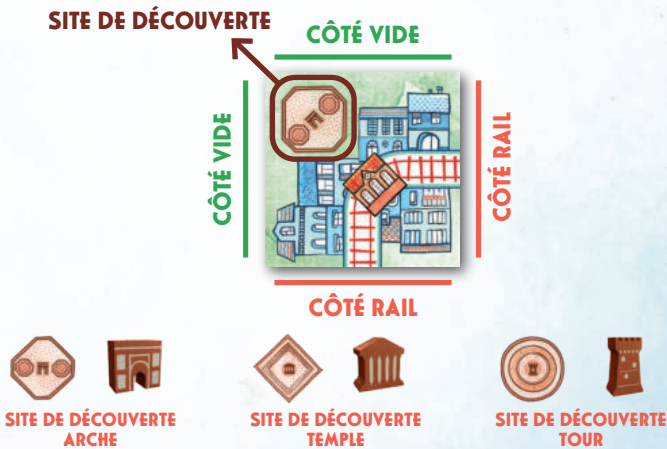 SITE DE DÉCOUVERTE
CÔTÉ VIDE
CÔTÉ VIDE
CÔTÉ RAIL
CÔTÉ RAIL
SITE DE DÉCOUVERTE
ARCHE
SITE DE DÉCOUVERTE
TEMPLE
SITE DE DÉCOUVERTE
TOUR